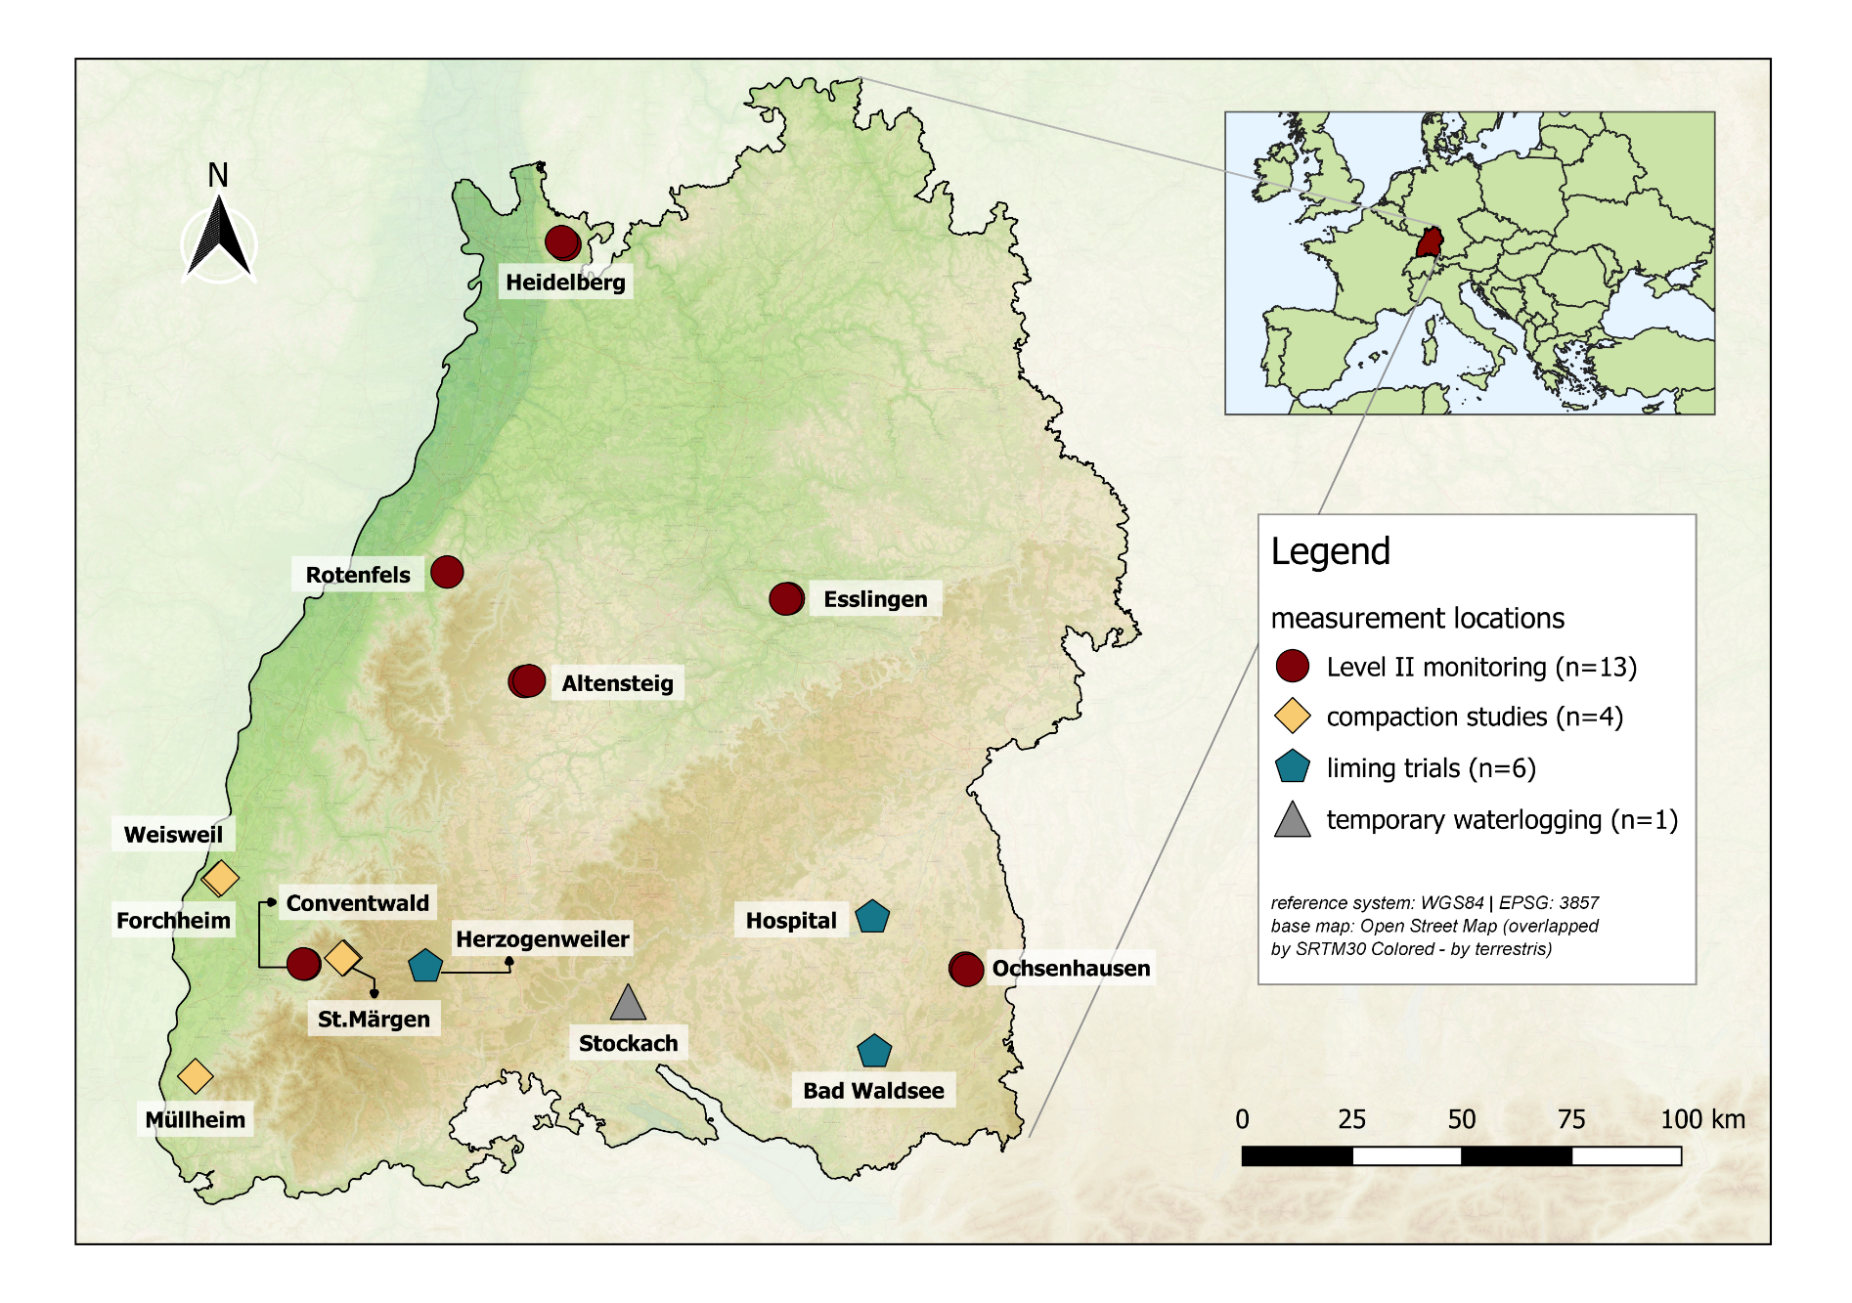 N
Heidelberg
Rotenfels
Esslingen
Altensteig
Weisweil
Forchheim
Conventwald
Herzogenweiler
St.Märgen
Hospital
Ochsenhausen
Stockach
Bad Waldsee
Müllheim
Legend
measurement locations
Level II monitoring (n=13)
compaction studies (n=4)
liming trials (n=6)
temporary waterlogging (n=1)
reference system: WGS84 | EPSG: 3857
base map: Open Street Map (overlapped
by SRTM30 Colored - by terrestris)
0 25 50 75 100 km